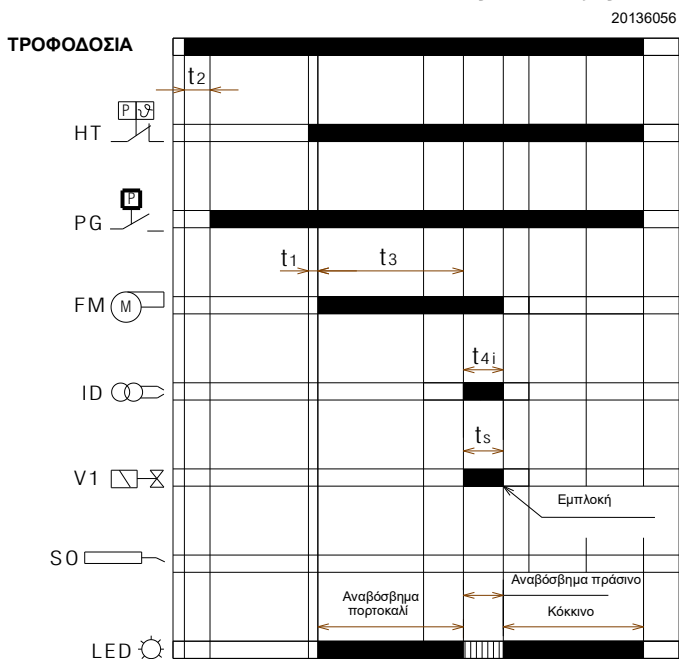 20136056
ΤΡΟΦΟΔΟΣΙΑ
t2
P ϑ
HT
P
PG
t1
t3
FM
M
t4i
ID
ts
V1
Εμπλοκή
SO
Αναβόσβημα πράσινο
Αναβόσβημα
πορτοκαλί
Κόκκινο
LED